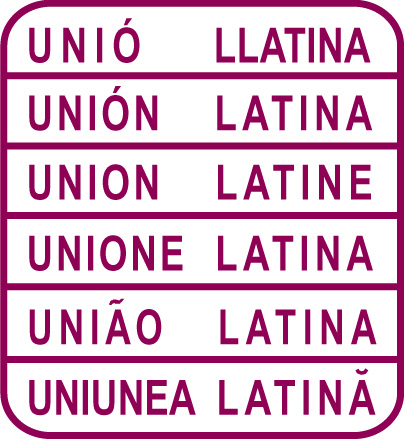 UNIÓ LLATINA
UNIÓN LATINA
UNION LATINE
UNIONE LATINA
UNIÃO LATINA
UNIUNEA LATINĂ